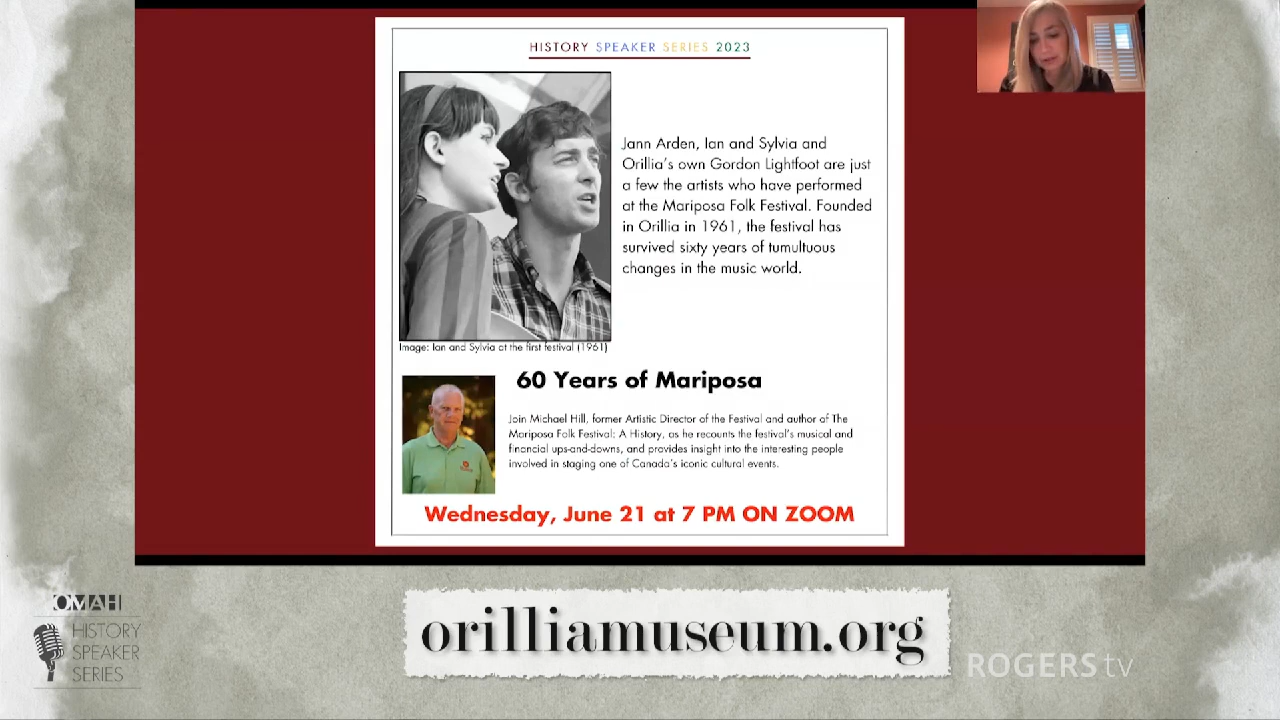 HISTORY SPEAKER SERIES 2023
Jann Arden, Ian and Sylvia and
Orillia's own Gordon Lightfoot are just
a few the artists who have performed
at the Mariposa Folk Festival. Founded
in Orillia in 1961, the festival has
survived sixty years of tumultuous
changes in the music world.
Image: Ian and Sylvia at the first festival (1961)
60 Years of Mariposa
Join Michael Hill, former Artistic Director of the Festival and author of The
Mariposa Folk Festival: A History, as he recounts the festival's musical and
financial ups-and-downs, and provides insight into the interesting people
involved in staging one of Canada's iconic cultural events.
Wednesday, June 21 at 7 PM ON ZOOM
OMAH
HISTORY
SPEAKER
SERIES
orilliamuseum.org
ROGERS tv